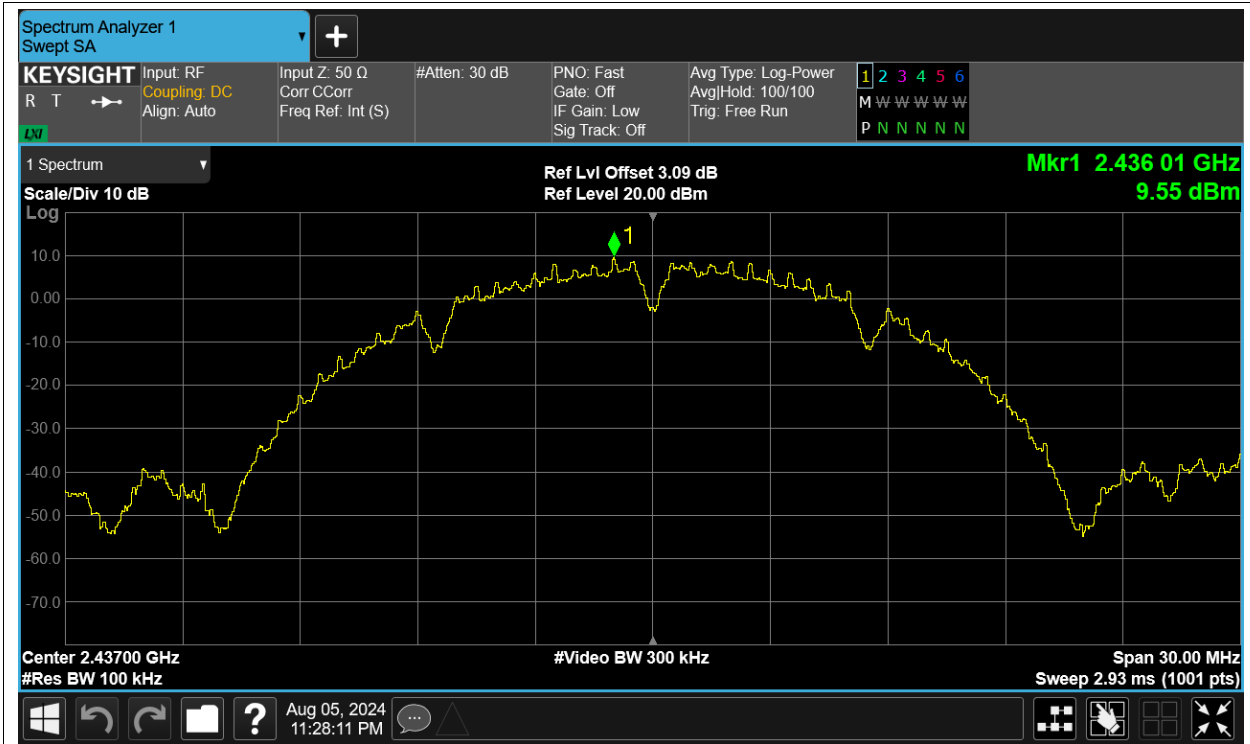 Spectrum Analyzer 1
Swept SA
KEYSIGHT
R T
LXI
Input: RF
Coupling: DC
Align: Auto
Input Z: 50 Ω
Corr CCorr
Freq Ref: Int (S)
#Atten: 30 dB
PNO: Fast
Gate: Off
IF Gain: Low
Sig Track: Off
Avg Type: Log-Power
Avg|Hold: 100/100
Trig: Free Run
1 2 3 4 5 6
M W W W W W
P N N N N N
1 Spectrum
Scale/Div 10 dB
Log
Ref Lvl Offset 3.09 dB
Ref Level 20.00 dBm
Mkr1 2.436 01 GHz
9.55 dBm
1
10.0
0.00
-10.0
-20.0
-30.0
-40.0
-50.0
-60.0
-70.0
Center 2.43700 GHz
#Res BW 100 kHz
#Video BW 300 kHz
Span 30.00 MHz
Sweep 2.93 ms (1001 pts)
?
Aug 05, 2024
11:28:11 PM